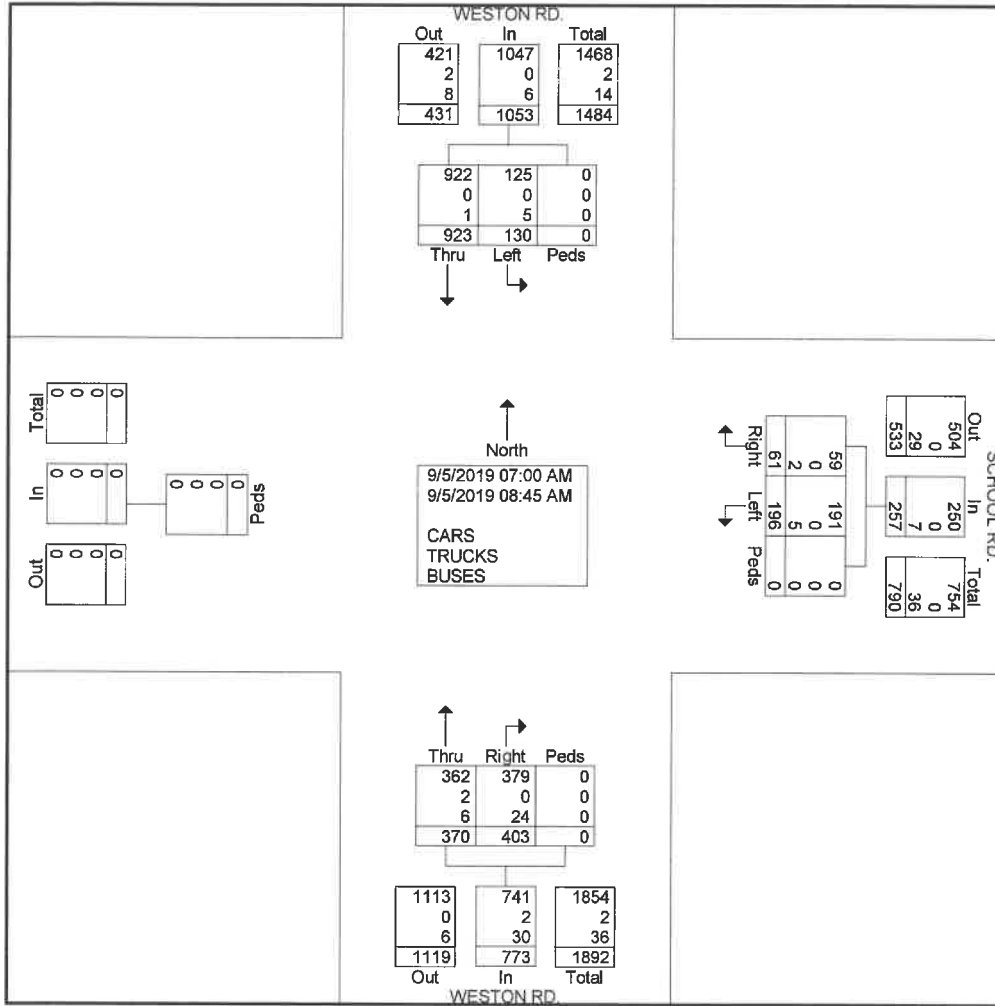 WESTON RD.
Out In Total
421 1047 1468
2 0 2
8 6 14
431 1053 1484
922 125 0
0 0 0
1 5 0
923 130 0
Thru Left Peds
Total
0 0 0 0
In
0 0 0 0
Out
0 0 0 0
Peds
0 0 0 0
North
9/5/2019 07:00 AM
9/5/2019 08:45 AM
CARS
TRUCKS
BUSES
SCHOOL RD.
Out In Total
504 250 754
0 0 0
29 7 36
533 257 790
59 191 0
0 0 0
2 5 0
61 196 0
Right Left Peds
Thru Right Peds
362 379 0
2 0 0
6 24 0
370 403 0
1113 741 1854
0 2 2
6 30 36
1119 773 1892
Out In Total
WESTON RD.